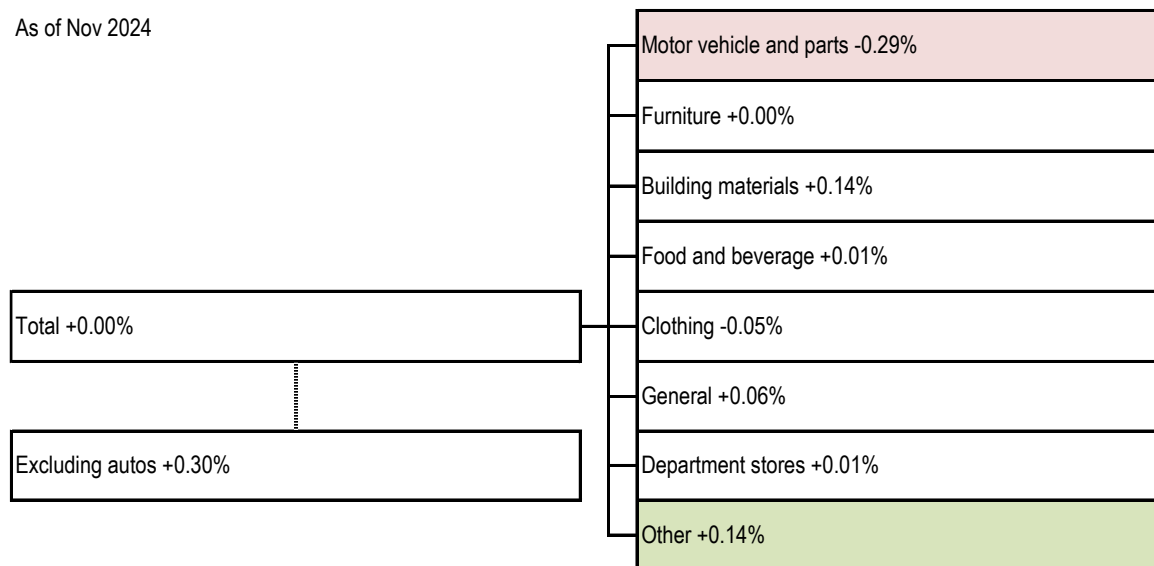 As of Nov 2024
Total +0.00%
Excluding autos +0.30%
Motor vehicle and parts -0.29%
Furniture +0.00%
Building materials +0.14%
Food and beverage +0.01%
Clothing -0.05%
General +0.06%
Department stores +0.01%
Other +0.14%